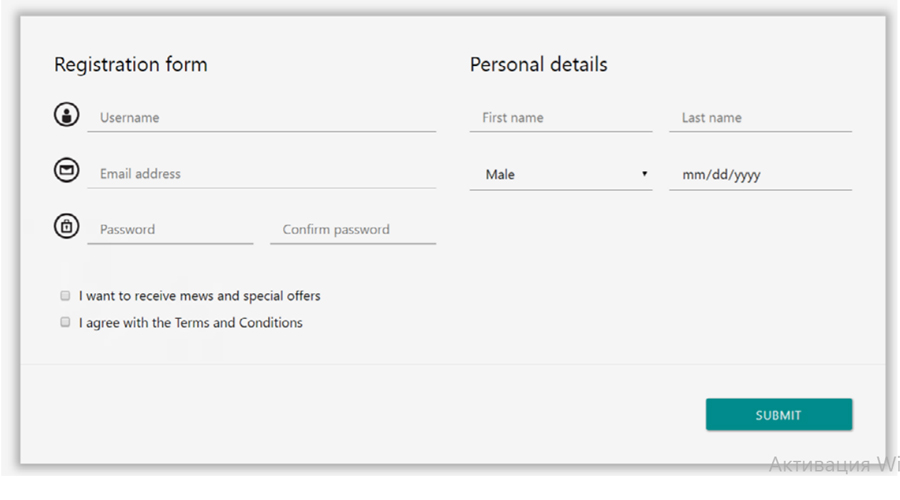 Registration form
Username
Email address
Password Confirm password
I want to receive mews and special offers
I agree with the Terms and Conditions
Personal details
First name Last name
Male mm/dd/yyyy
SUBMIT
Активация Wi